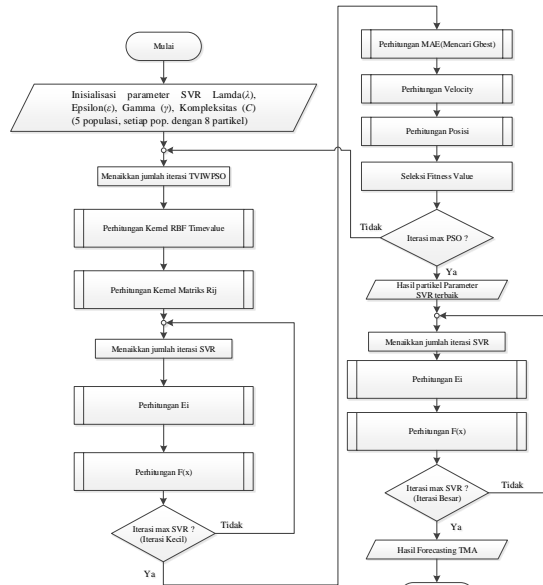 Mulai
Inisialisasi parameter SVR Lamda(λ),
Epsilon(ε), Gamma (γ), Kompleksitas (C)
(5 populasi, setiap pop. dengan 8 partikel)
Menaikkan jumlah iterasi TVIWPSO
Perhitungan Kernel RBF Timevalue
Perhitungan Kernel Matriks Rij
Menaikkan jumlah iterasi SVR
Perhitungan Ei
Perhitungan F(x)
Iterasi max SVR ?
(Iterasi Kecil)
Tidak
Ya
Perhitungan MAE(Mencari Gbest)
Perhitungan Velocity
Perhitungan Posisi
Seleksi Fitness Value
Tidak
Iterasi max PSO ?
Ya
Hasil partikel Parameter
SVR terbaik
Menaikkan jumlah iterasi SVR
Perhitungan Ei
Perhitungan F(x)
Iterasi max SVR ?
(Iterasi Besar)
Tidak
Ya
Hasil Forecasting TMA